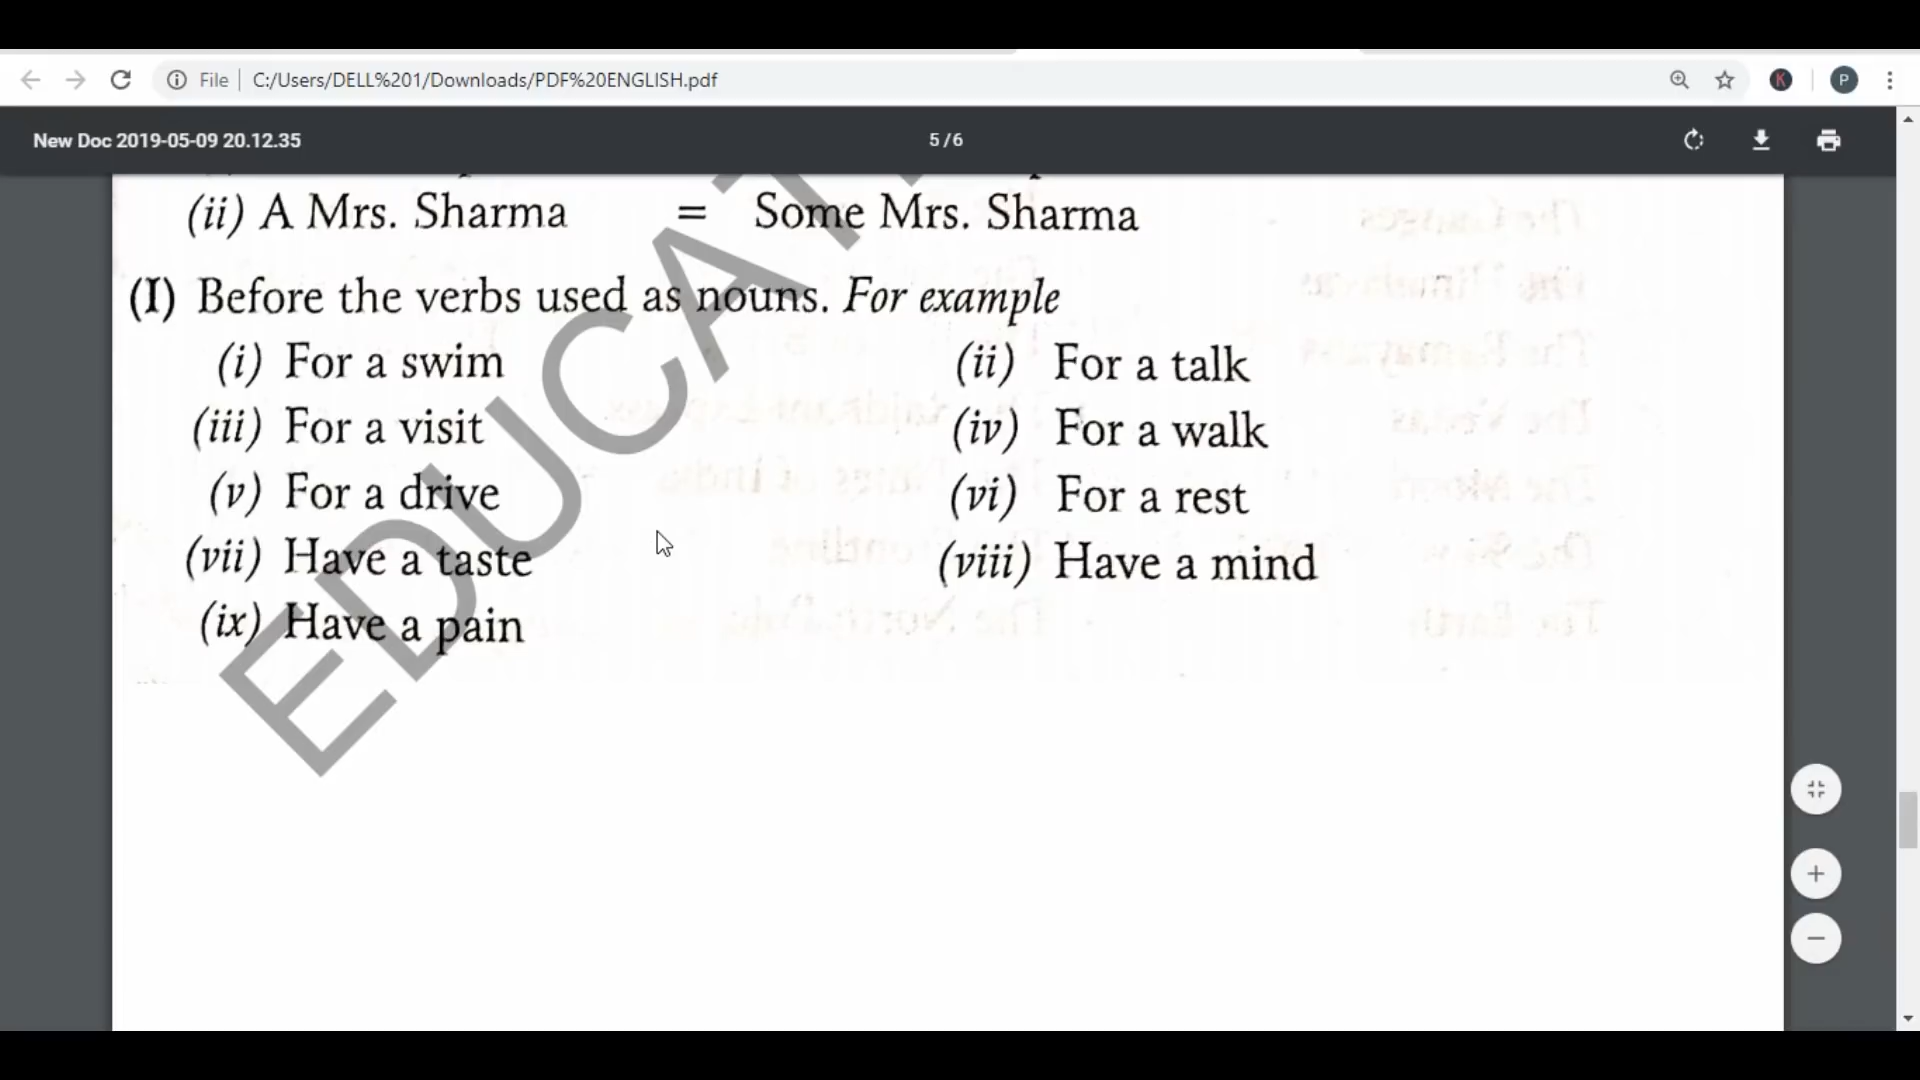 File C:/Users/DELL%201/Downloads/PDF%20ENGLISH.pdf
K
P
New Doc 2019-05-09 20.12.35
5 / 6
(ii) A Mrs. Sharma = Some Mrs. Sharma
(I) Before the verbs used as nouns. For example
(i) For a swim (ii) For a talk
(iii) For a visit (iv) For a walk
(v) For a drive (vi) For a rest
(vii) Have a taste (viii) Have a mind
(ix) Have a pain
EDUCAT